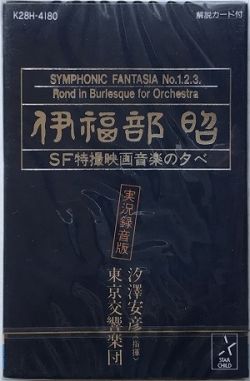 K28H-4180 解説カード付
SYMPHONIC FANTASIA No.1.2.3.
Rond in Burlesque for Orchestra
伊福部 昭
SF特撮映画音楽の夕べ
実況録音版
汐澤安彦(指揮)
東京交響楽団
STAR
CHILD